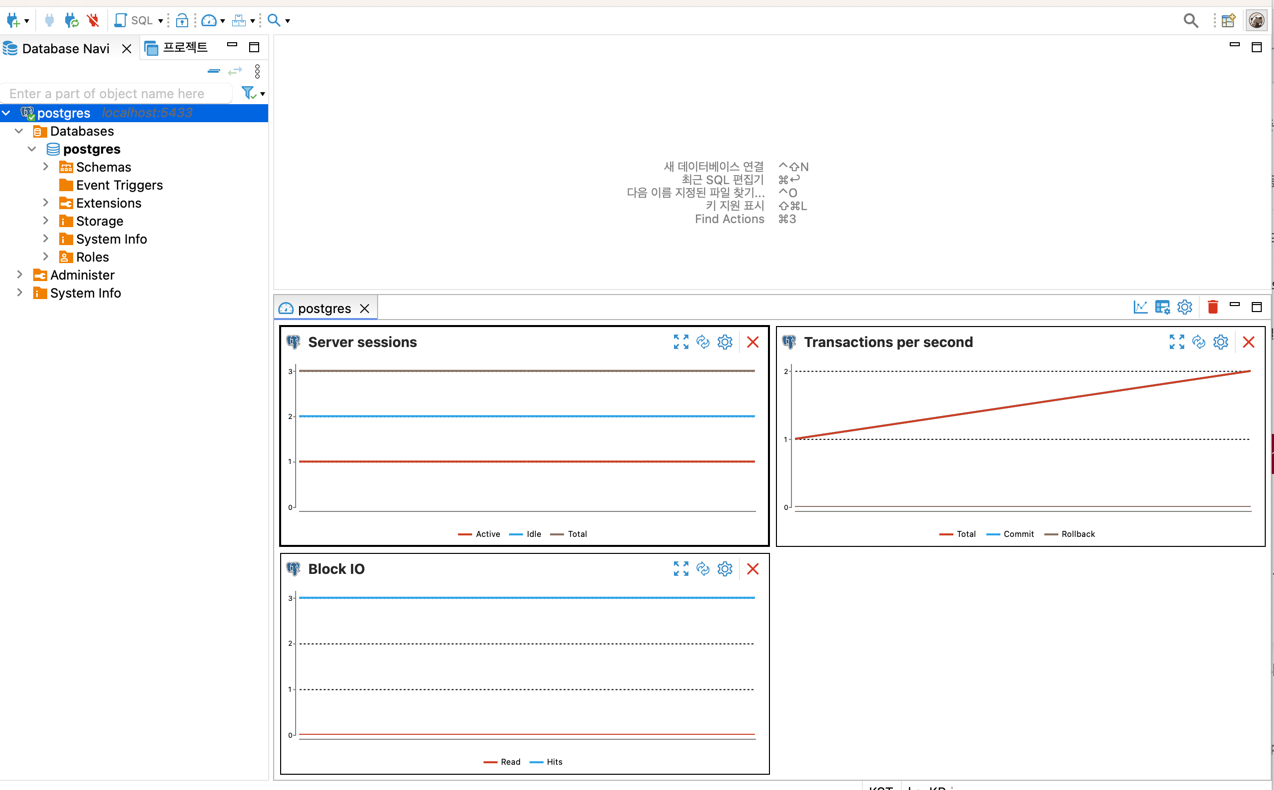 SQL
Database Navi
프로젝트
Enter a part of object name here
postgres localhost:5433
Databases
postgres
Schemas
Event Triggers
Extensions
Storage
System Info
Roles
Administer
System Info
새 데이터베이스 연결 ^⇧N
최근 SQL 편집기 ⌘↩
다음 이름 지정된 파일 찾기... ^O
키 지원 표시 ⇧⌘L
Find Actions ⌘3
postgres
Server sessions
3
2
1
0
Active Idle Total
Transactions per second
2
1
0
Total Commit Rollback
Block IO
3
2
1
0
Read Hits